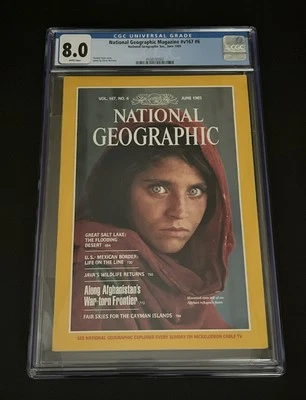 CGC UNIVERSAL GRADE
8.0
National Geographic Magazine #v167 #6
National Geographic Soc., June 1985
CGC
VOL. 167, NO. 6
JUNE 1985
NATIONAL
GEOGRAPHIC
GREAT SALT LAKE:
THE FLOODING
DESERT
U.S.-MEXICAN BORDER:
LIFE ON THE LINE
JAVA'S WILDLIFE RETURNS
Along Afghanistan's
War-torn Frontier
FAIR SKIES FOR THE CAYMAN ISLANDS
SEE NATIONAL GEOGRAPHIC EXPLORER EVERY SUNDAY ON NICKELODEON CABLE TV